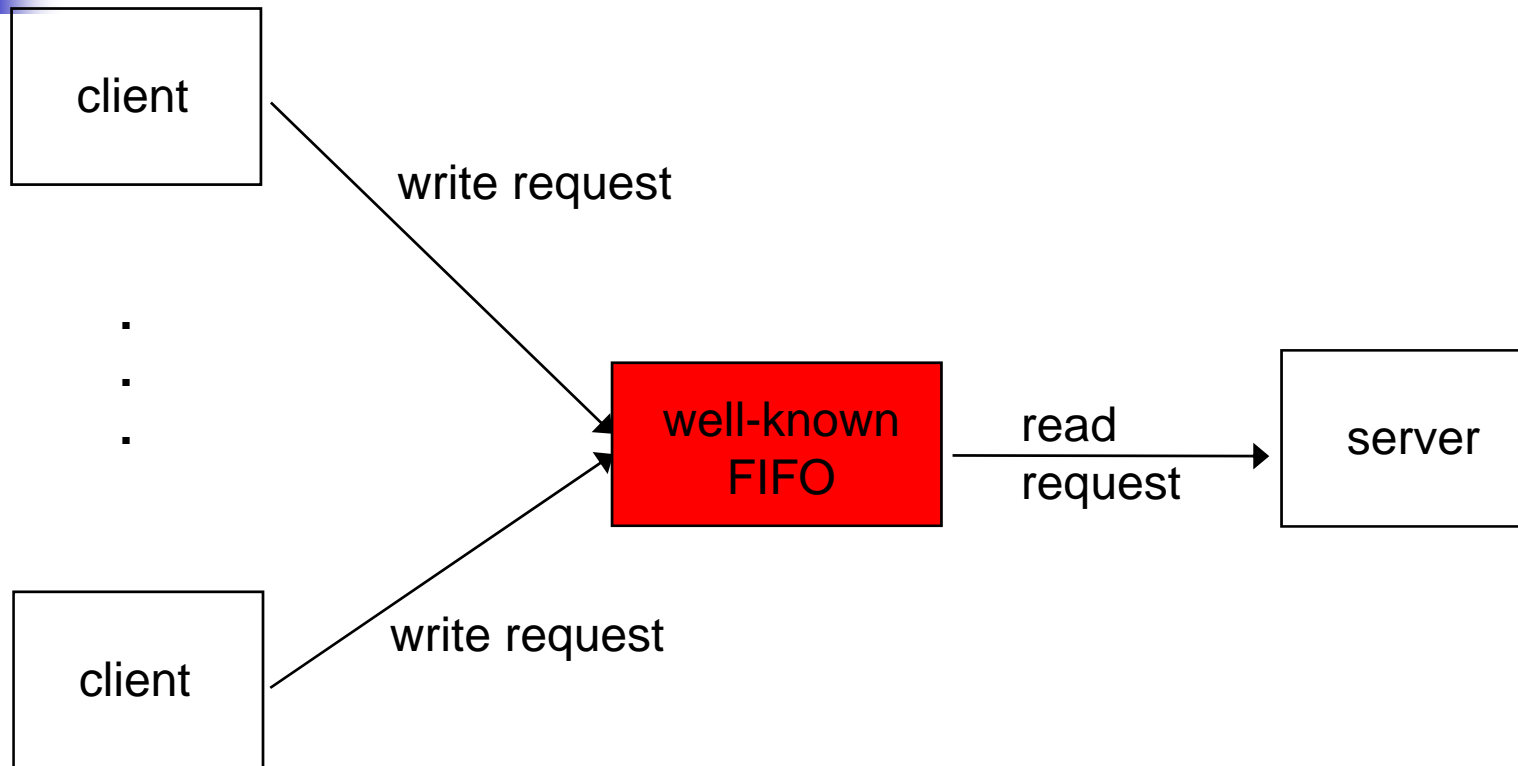 client
write request
.
.
.
well-known
FIFO
read
request
server
write request
client